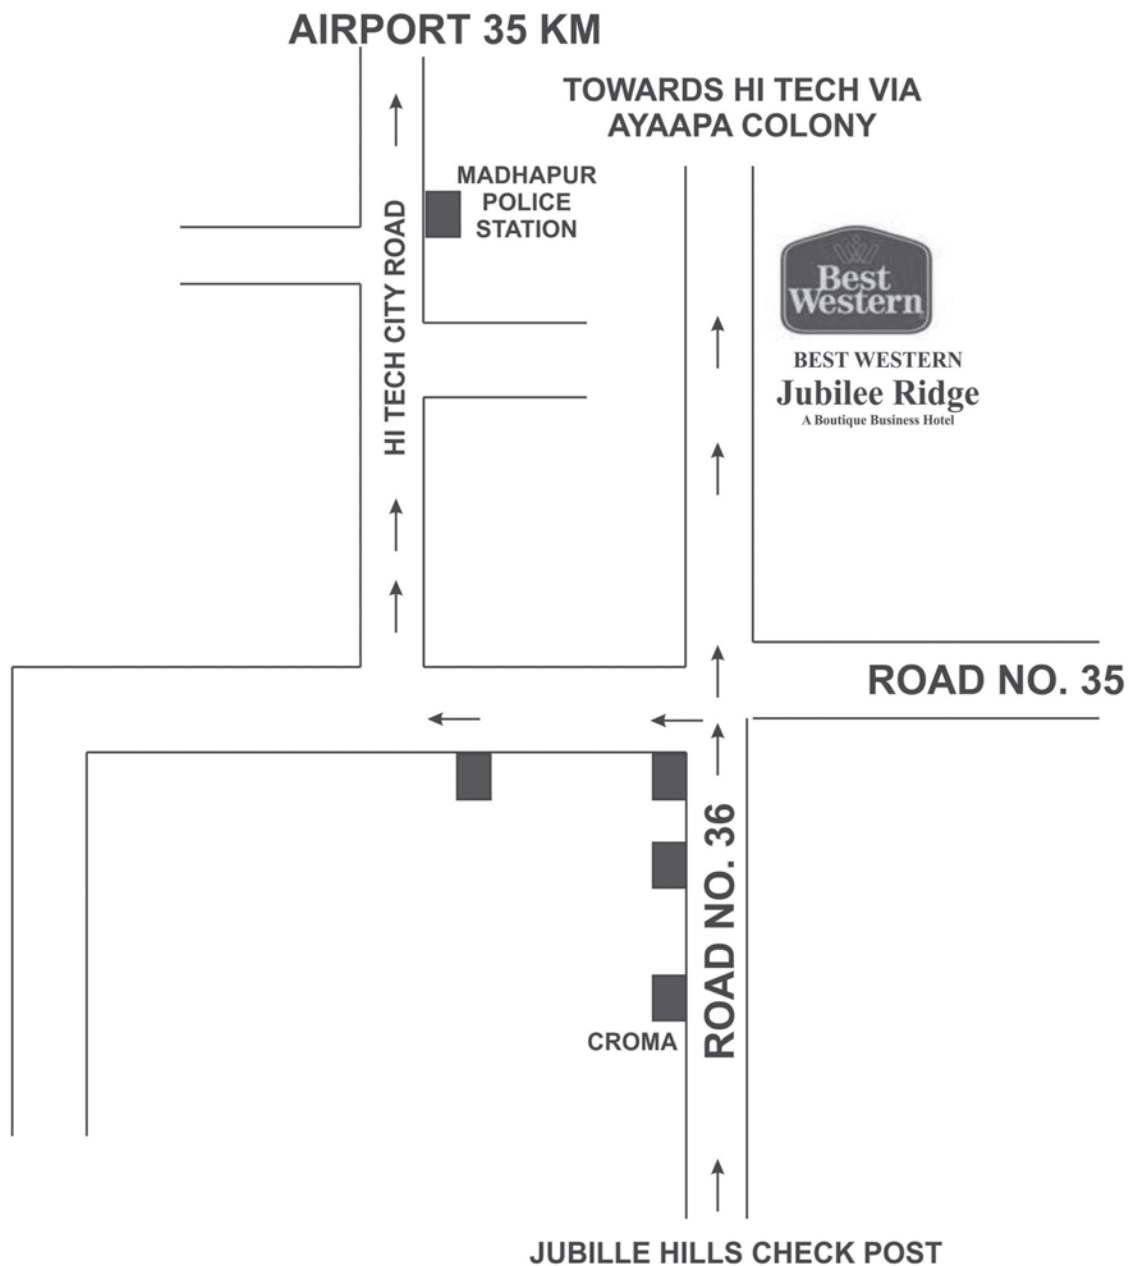 AIRPORT 35 KM
TOWARDS HI TECH VIA
AYAAPA COLONY
MADHAPUR
POLICE
STATION
HI TECH CITY ROAD
Best
Western
BEST WESTERN
Jubilee Ridge
A Boutique Business Hotel
ROAD NO. 35
ROAD NO. 36
CROMA
JUBILLE HILLS CHECK POST